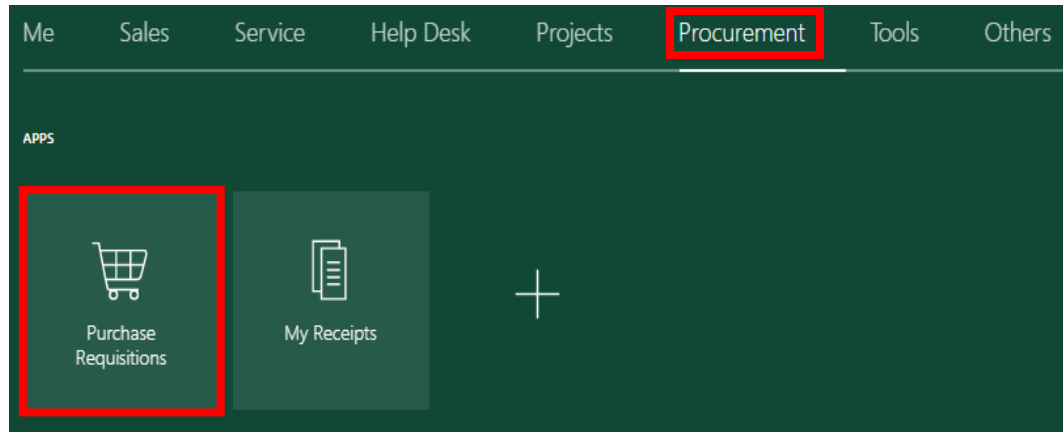 Me Sales Service Help Desk Projects Procurement Tools Others
APPS
Purchase
Requisitions
My Receipts